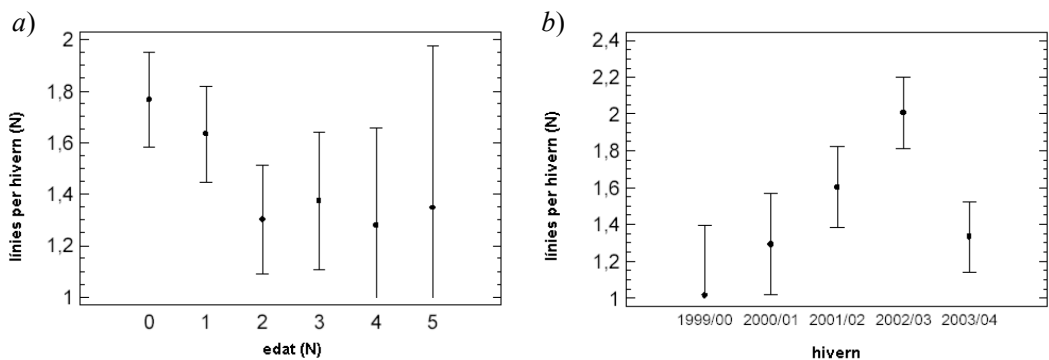 a)
línies per hivern (N)
2
1,8
1,6
1,4
1,2
1
0 1 2 3 4 5
edat (N)
b)
línies per hivern (N)
2,4
2,2
2
1,8
1,6
1,4
1,2
1
1999/00 2000/01 2001/02 2002/03 2003/04
hivern